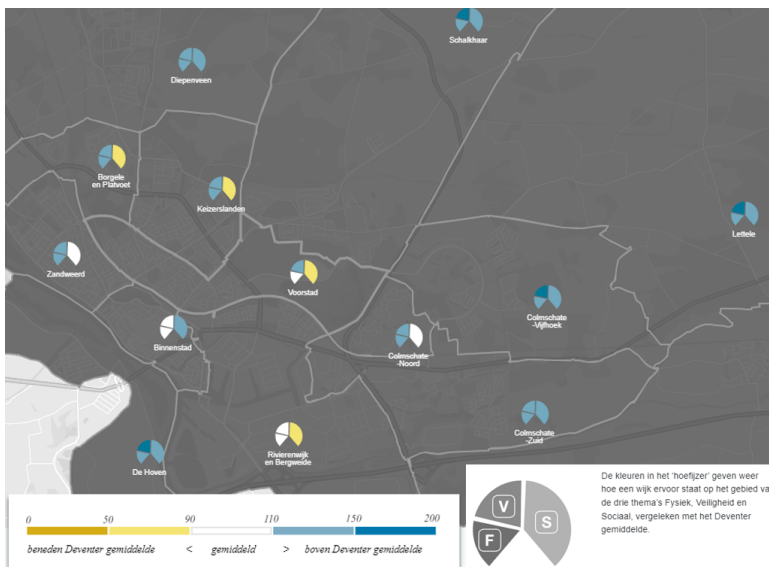 Schalkhaar
Diepenveen
Borgele
en Platvoet
Keizerslanden
Lettele
Zandweerd
Voorstad
Colmschate
-Vijfhoek
Binnenstad
Colmschate
-Noord
Colmschate
-Zuid
Rivierenwijk
en Bergweide
De Hoven
V
S
F
De kleuren in het 'hoefijzer' geven weer
hoe een wijk ervoor staat op het gebied va
de drie thema's Fysiek, Veiligheid en
Sociaal, vergeleken met het Deventer
gemiddelde.
0 50 90 110 150 200
beneden Deventer gemiddelde < gemiddeld > boven Deventer gemiddelde